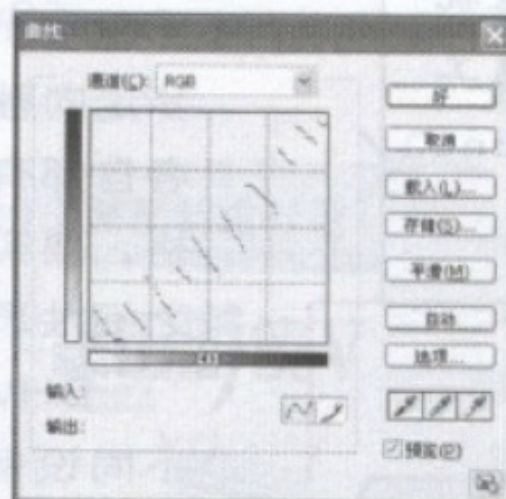 曲线
通道(C): RGB
好
取消
载入(L)...
存储(S)...
平滑(M)
自动
选项...
输入:
输出:
预览(P)